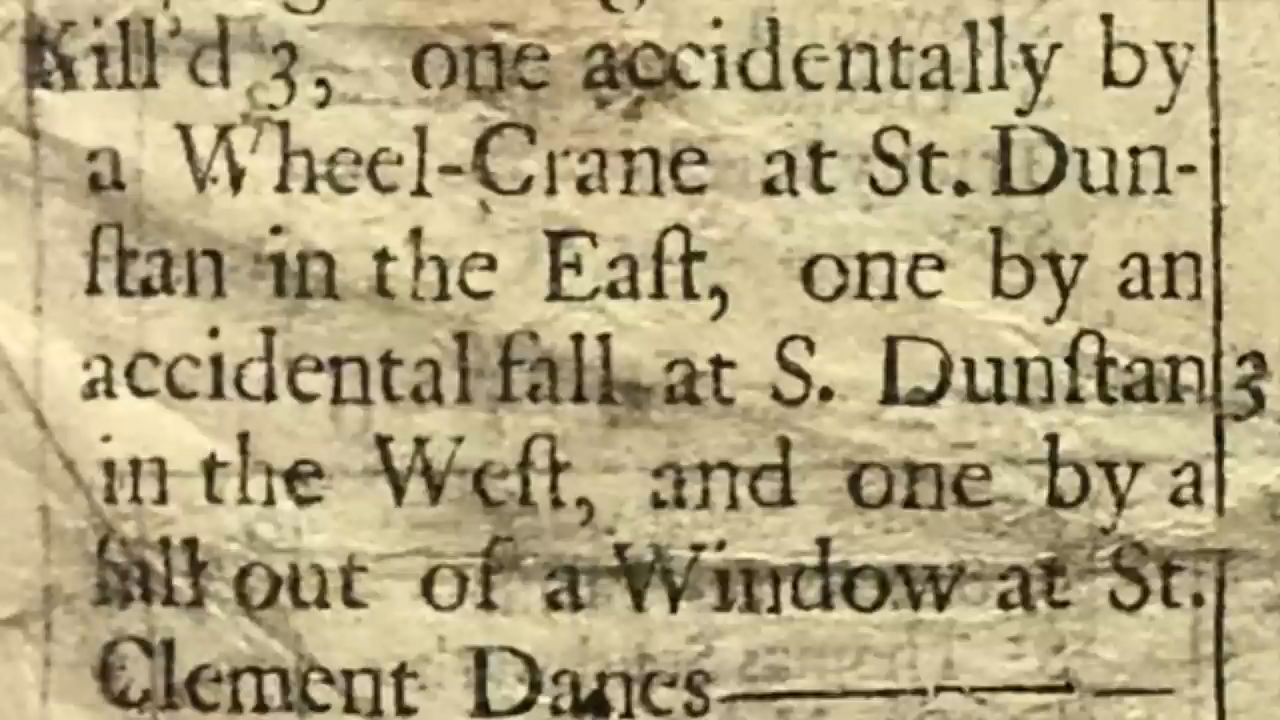 Kill'd 3, one accidentally by
a Wheel-Crane at St. Dun-
ſtan in the Eaſt, one by an
accidental fall at S. Dunſtan 3
in the Weſt, and one by a
fall out of a Window at St.
Clement Danes